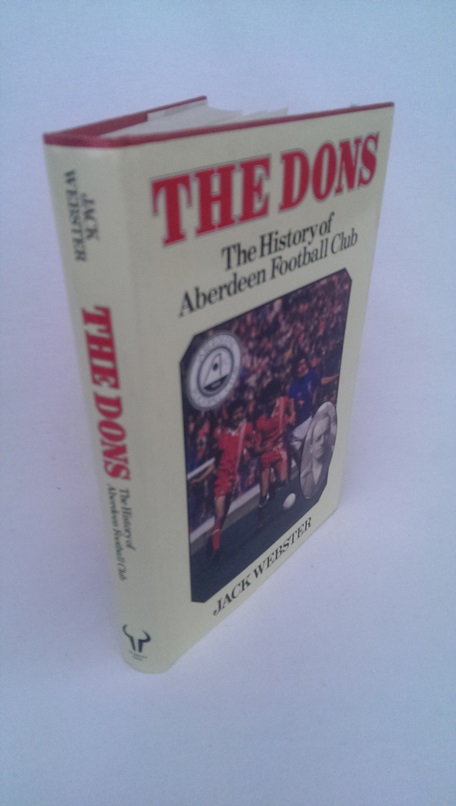 THE DONS
The History of
Aberdeen Football Club
JACK WEBSTER
JACK
WEBSTER
THE DONS
The History of
Aberdeen Football Club